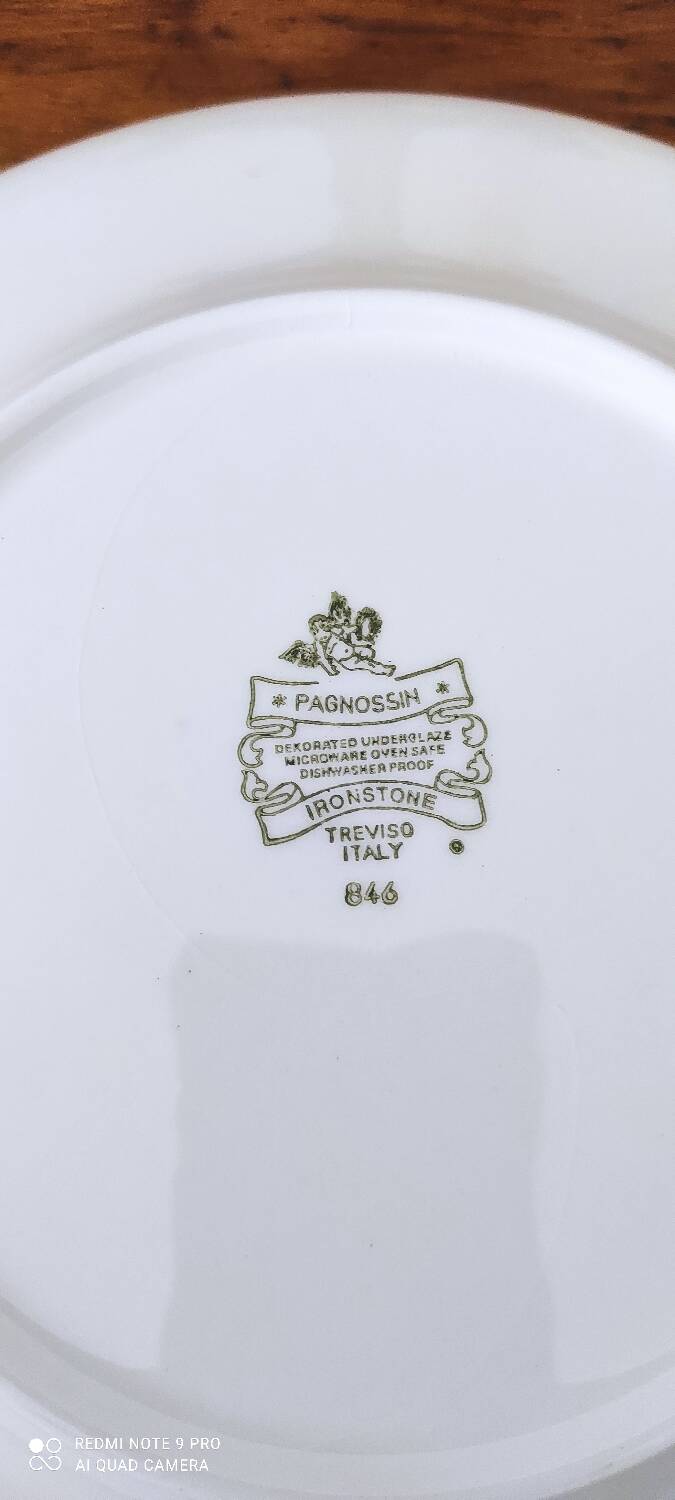 * PAGNOSSIN *
DEKORATED UNDERGLAZE
MICROWARE OVEN SAFE
DISHWASHER PROOF
IRONSTONE
TREVISO
ITALY
846
REDMI NOTE 9 PRO
AI QUAD CAMERA